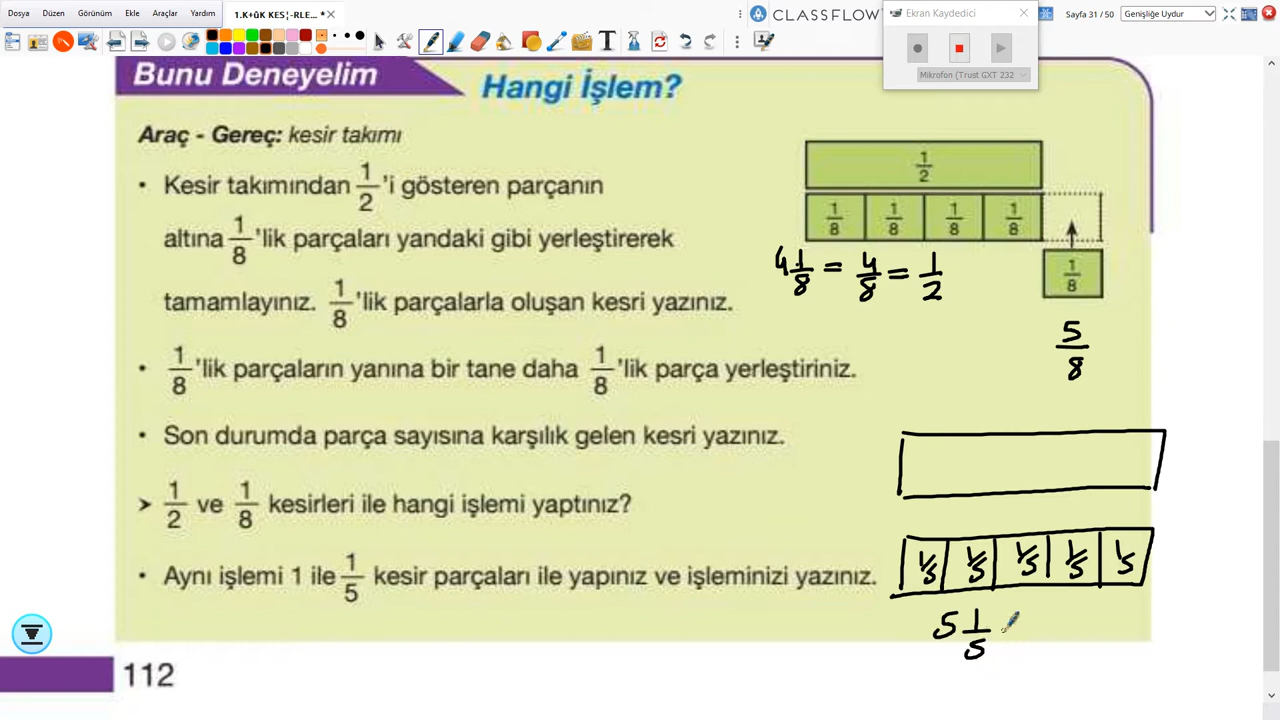 Dosya Düzen Görünüm Ekle Araçlar Yardım
1.K+ûK KES¦-RLE... *
CLASSFLOW
Ekran Kaydedici
Sayfa 31 / 50
Genişliğe Uydur
Mikrofon (Trust GXT 232
Bunu Deneyelim
Hangi İşlem?
Araç - Gereç: kesir takımı
• Kesir takımından 1/2 'i gösteren parçanın
altına 1/8 'lik parçaları yandaki gibi yerleştirerek
tamamlayınız. 1/8 'lik parçalarla oluşan kesri yazınız.
• 1/8 'lik parçaların yanına bir tane daha 1/8 'lik parça yerleştiriniz.
• Son durumda parça sayısına karşılık gelen kesri yazınız.
➤ 1/2 ve 1/8 kesirleri ile hangi işlemi yaptınız?
• Aynı işlemi 1 ile 1/5 kesir parçaları ile yapınız ve işleminizi yazınız.
1/2
1/8 1/8 1/8 1/8
1/8
4 1/8 = 4/8 = 1/2
5/8
1/5 1/5 1/5 1/5 1/5
5 1/5
112